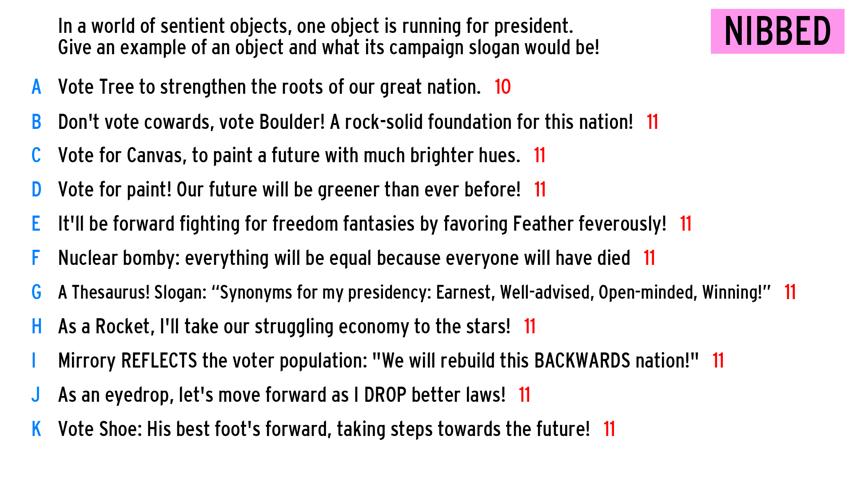 In a world of sentient objects, one object is running for president.
Give an example of an object and what its campaign slogan would be!
NIBBED
A Vote Tree to strengthen the roots of our great nation. 10
B Don't vote cowards, vote Boulder! A rock-solid foundation for this nation! 11
C Vote for Canvas, to paint a future with much brighter hues. 11
D Vote for paint! Our future will be greener than ever before! 11
E It'll be forward fighting for freedom fantasies by favoring Feather feverously! 11
F Nuclear bomby: everything will be equal because everyone will have died 11
G A Thesaurus! Slogan: “Synonyms for my presidency: Earnest, Well-advised, Open-minded, Winning!” 11
H As a Rocket, I'll take our struggling economy to the stars! 11
I Mirrory REFLECTS the voter population: "We will rebuild this BACKWARDS nation!" 11
J As an eyedrop, let's move forward as I DROP better laws! 11
K Vote Shoe: His best foot's forward, taking steps towards the future! 11